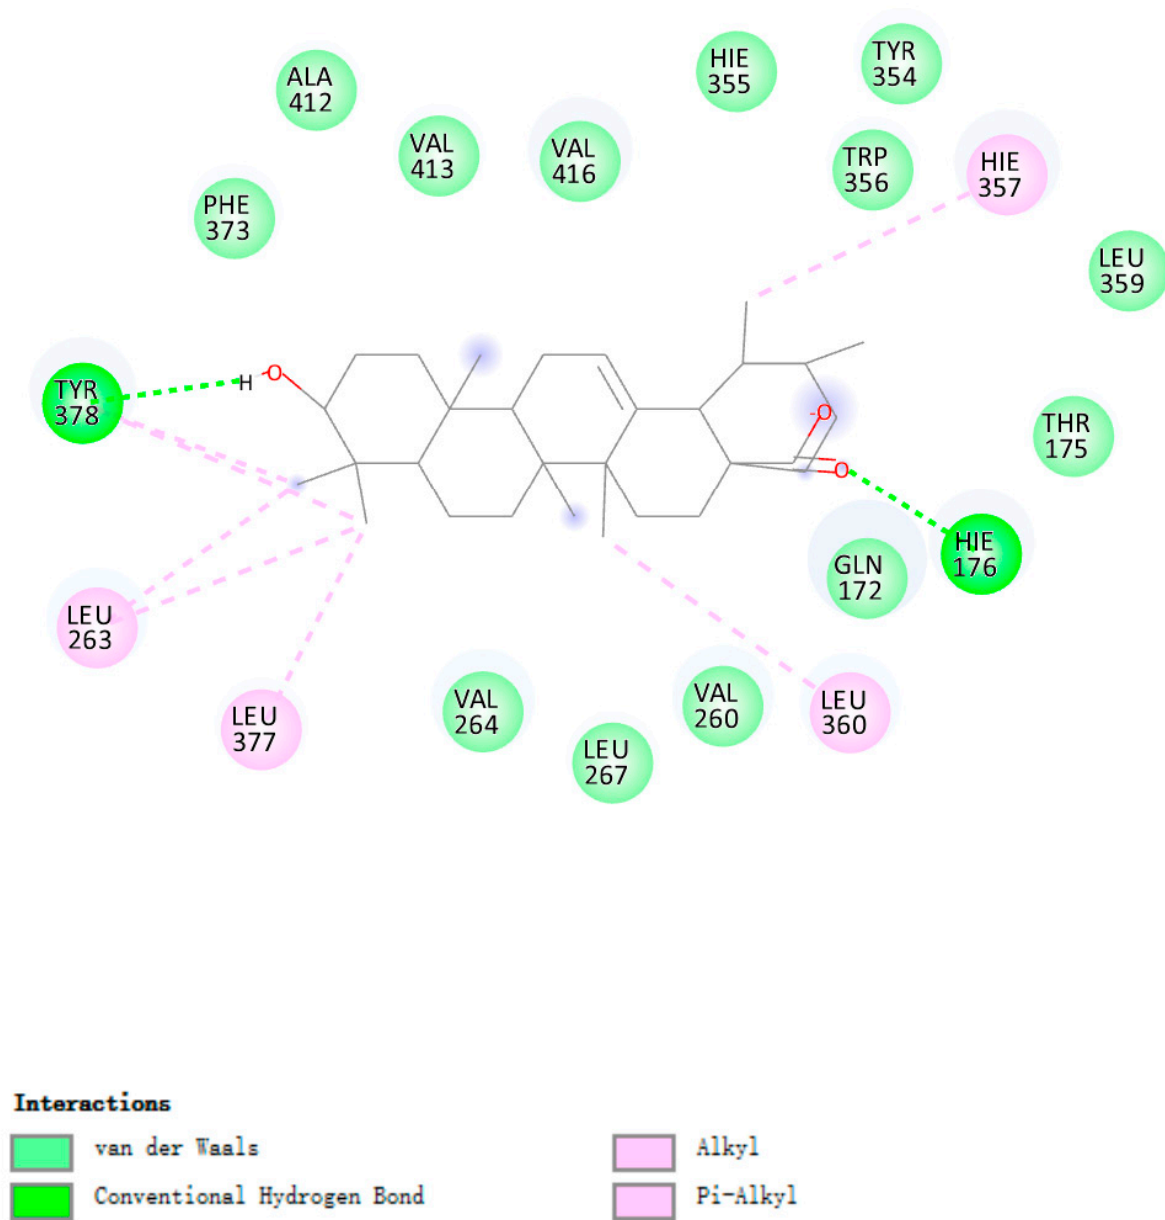 ALA
412
VAL
413
VAL
416
HIE
355
TYR
354
TRP
356
HIE
357
PHE
373
LEU
359
TYR
378
H
O
-O
O
THR
175
HIE
176
GLN
172
LEU
263
LEU
377
VAL
264
LEU
267
VAL
260
LEU
360
Interactions
van der Waals
Conventional Hydrogen Bond
Alkyl
Pi-Alkyl